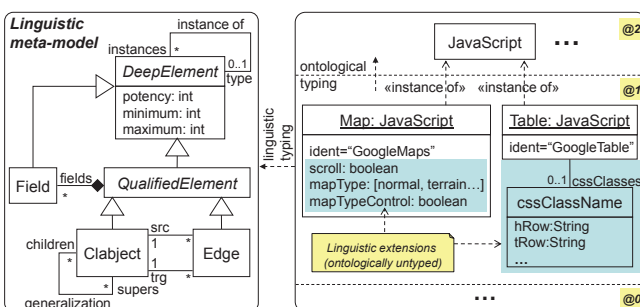 Linguistic
meta-model
instance of
instances
*
0..1
type
DeepElement
potency: int
minimum: int
maximum: int
Field
fields
*
QualifiedElement
children
*
Clabject
src
1
*
Edge
1
*
trg
*
supers
generalization
linguistic
typing
@2
JavaScript
...
ontological
typing
«instance of»
«instance of»
@1
Map: JavaScript
ident="GoogleMaps"
scroll: boolean
mapType: [normal, terrain...]
mapTypeControl: boolean
Table: JavaScript
ident="GoogleTable"
0..1
cssClasses
cssClassName
hRow:String
tRow:String
...
Linguistic extensions
(ontologically untyped)
...